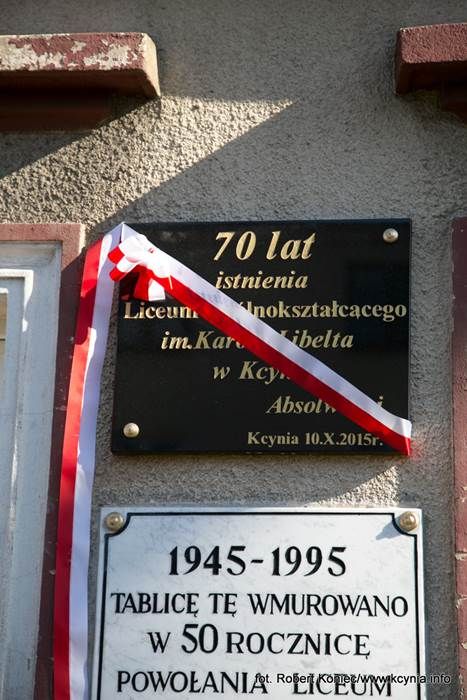 70 lat
istnienia
Liceum
im. Libelta
w
Kcynia 10.X.2015r.
1945-1995
TABLICĘ TĘ WMUROWANO
W 50 ROCZNICĘ
POWOŁANIA LICEUM
fot. Robert Koniec/www.kcynia.info